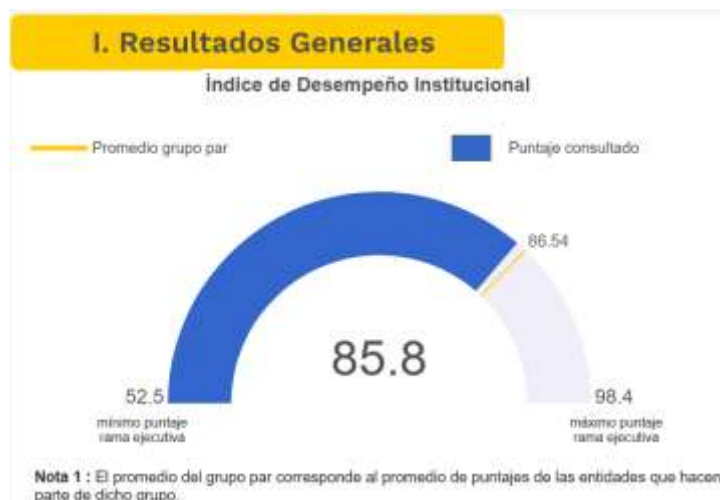 I. Resultados Generales
Índice de Desempeño Institucional
Promedio grupo par
Puntaje consultado
86.54
85.8
52.5
98.4
mínimo puntaje
rama ejecutiva
máximo puntaje
rama ejecutiva
Nota 1 : El promedio del grupo par corresponde al promedio de puntajes de las entidades que hacen
parte de dicho grupo.